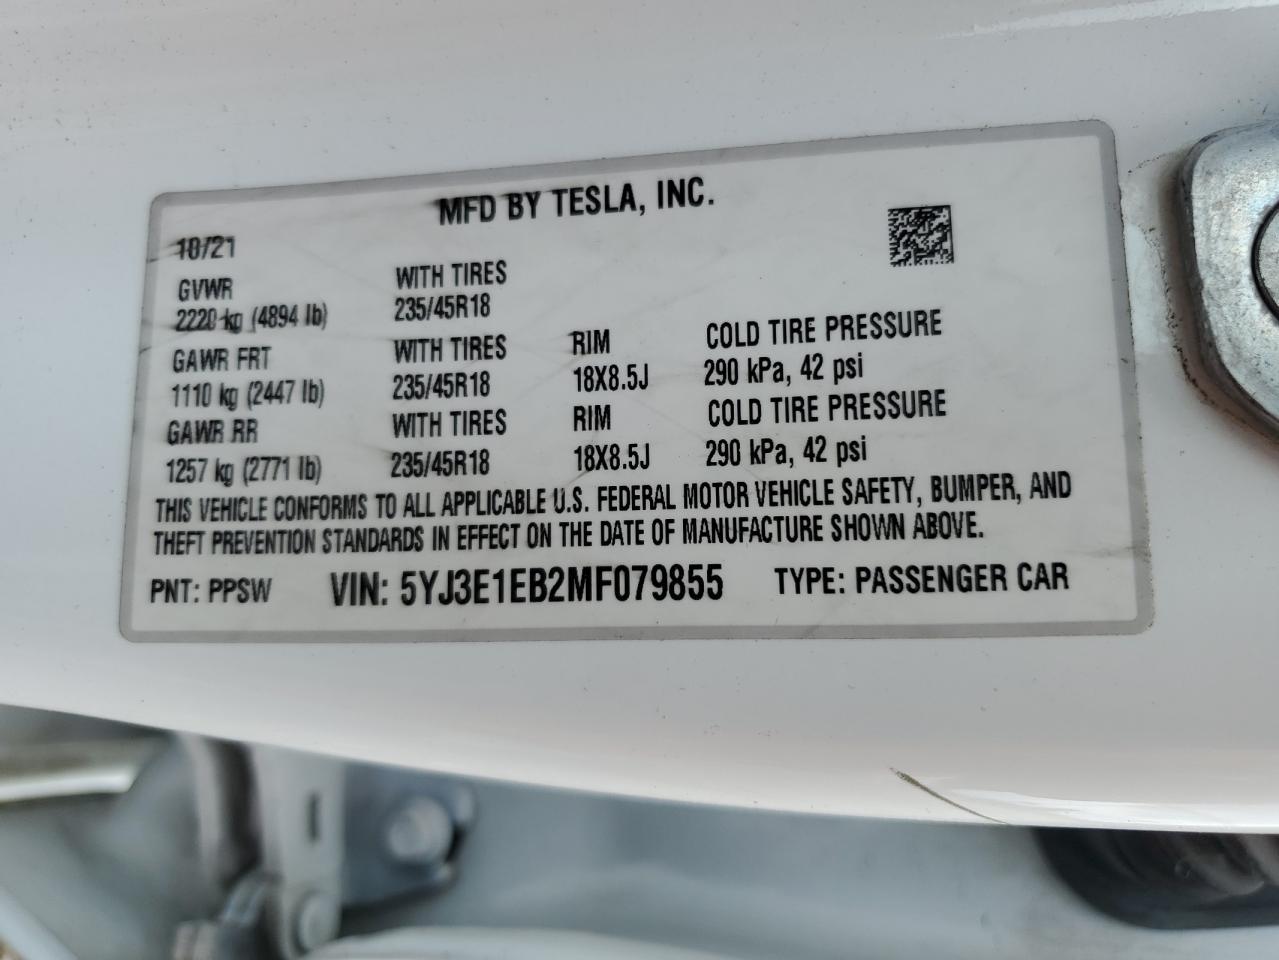 MFD BY TESLA, INC.
10/21
GVWR WITH TIRES
2220 kg (4894 lb) 235/45R18
GAWR FRT WITH TIRES RIM COLD TIRE PRESSURE
1110 kg (2447 lb) 235/45R18 18X8.5J 290 kPa, 42 psi
GAWR RR WITH TIRES RIM COLD TIRE PRESSURE
1257 kg (2771 lb) 235/45R18 18X8.5J 290 kPa, 42 psi
THIS VEHICLE CONFORMS TO ALL APPLICABLE U.S. FEDERAL MOTOR VEHICLE SAFETY, BUMPER, AND
THEFT PREVENTION STANDARDS IN EFFECT ON THE DATE OF MANUFACTURE SHOWN ABOVE.
PNT: PPSW VIN: 5YJ3E1EB2MF079855 TYPE: PASSENGER CAR